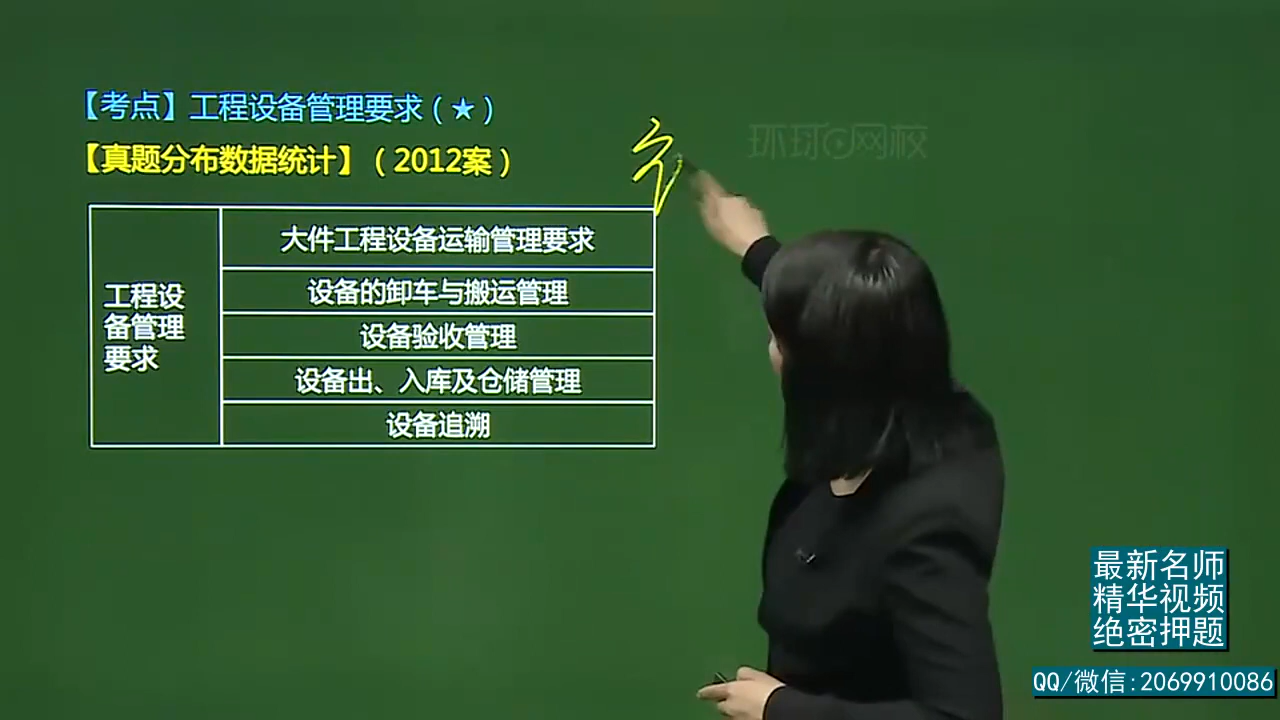 【考点】工程设备管理要求（★）
【真题分布数据统计】（2012案）
环球网校
工程设
备管理
要求
大件工程设备运输管理要求
设备的卸车与搬运管理
设备验收管理
设备出、入库及仓储管理
设备追溯
最新名师
精华视频
绝密押题
QQ/微信:2069910086